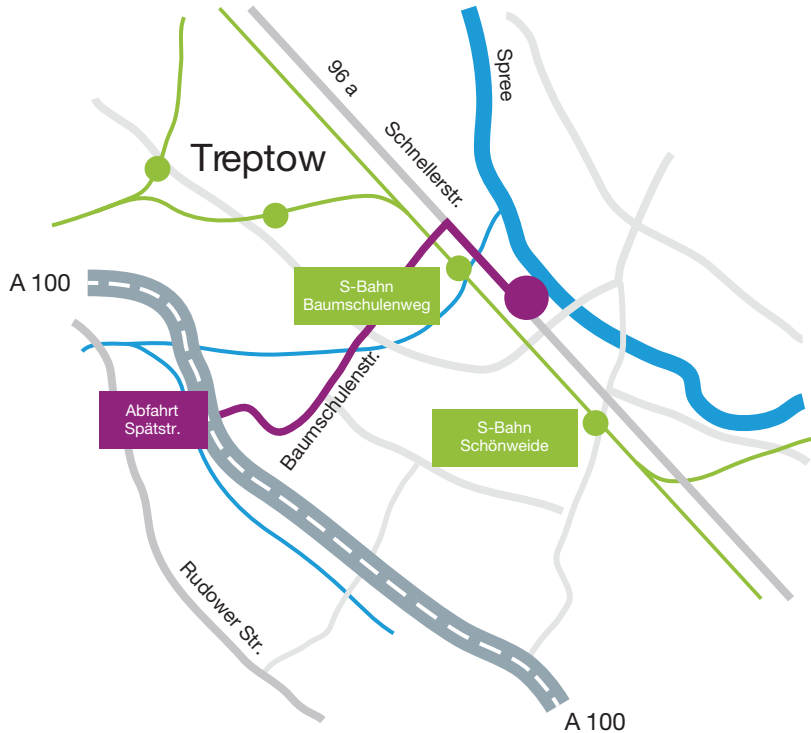 96 a
Spree
Schnellerstr.
Treptow
A 100
S-Bahn
Baumschulenweg
Baumschulenstr.
Abfahrt
Spätstr.
S-Bahn
Schönweide
Rudower Str.
A 100